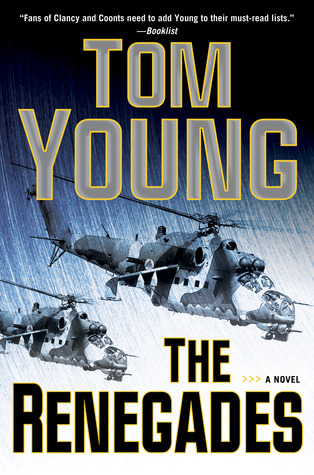 “Fans of Clancy and Coonts need to add Young to their must-read lists.”
—Booklist
TOM
YOUNG
THE
>>> A NOVEL
RENEGADES